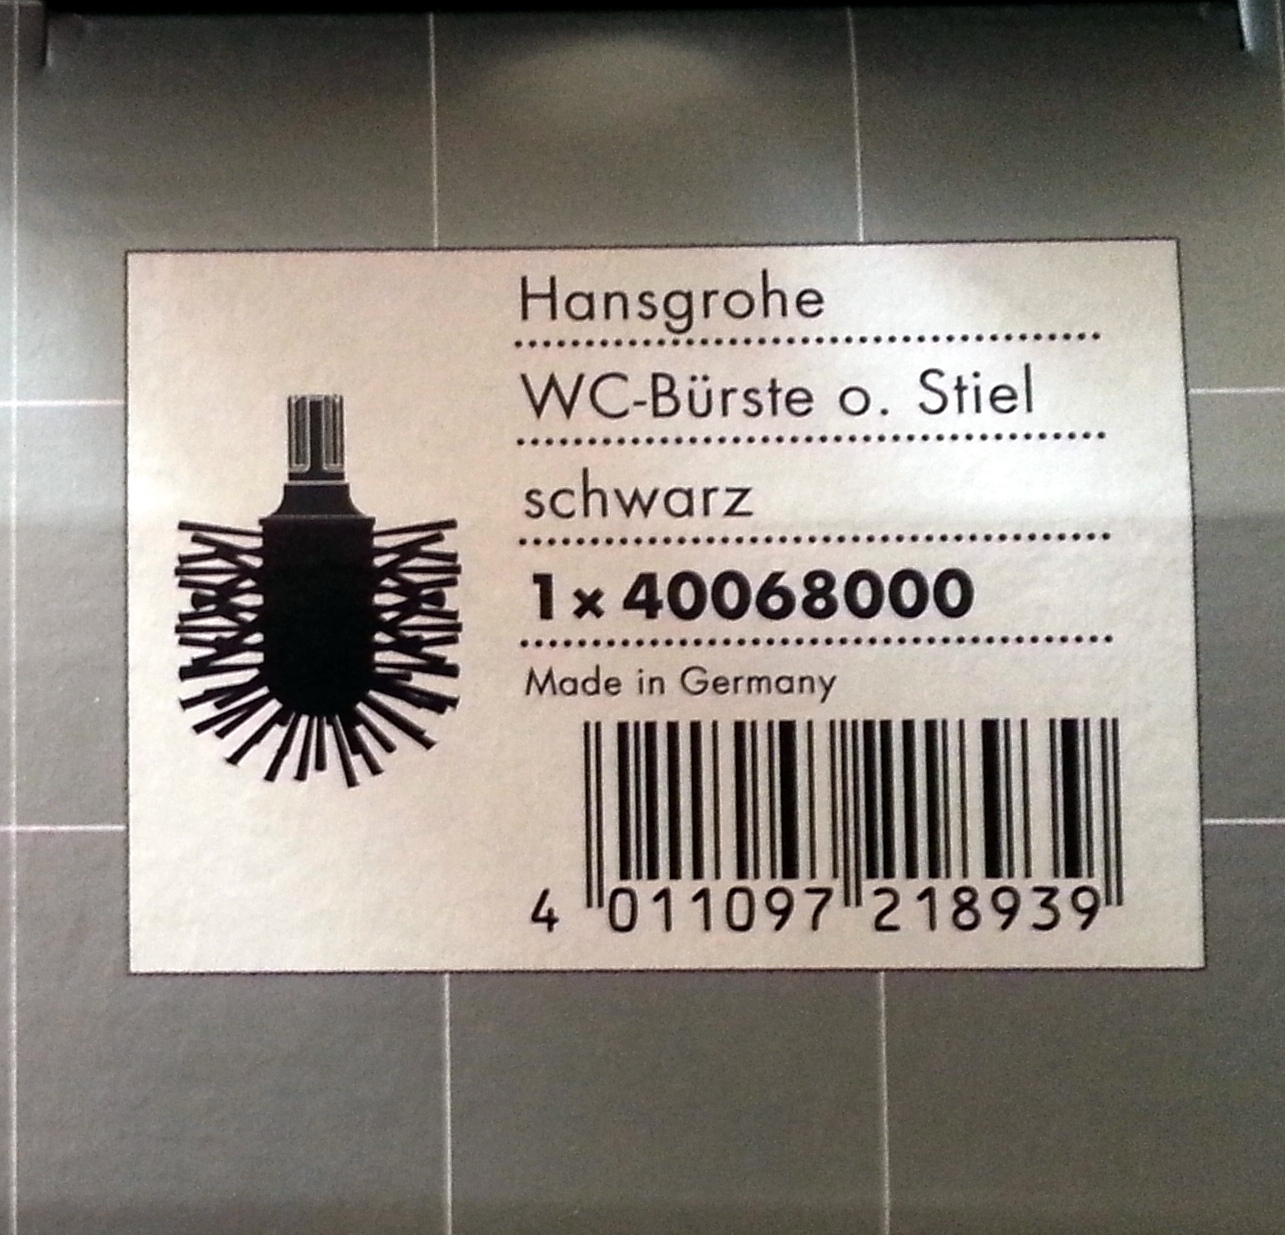 Hansgrohe
WC-Bürste o. Stiel
schwarz
1 x 40068000
Made in Germany
4 011097 218939